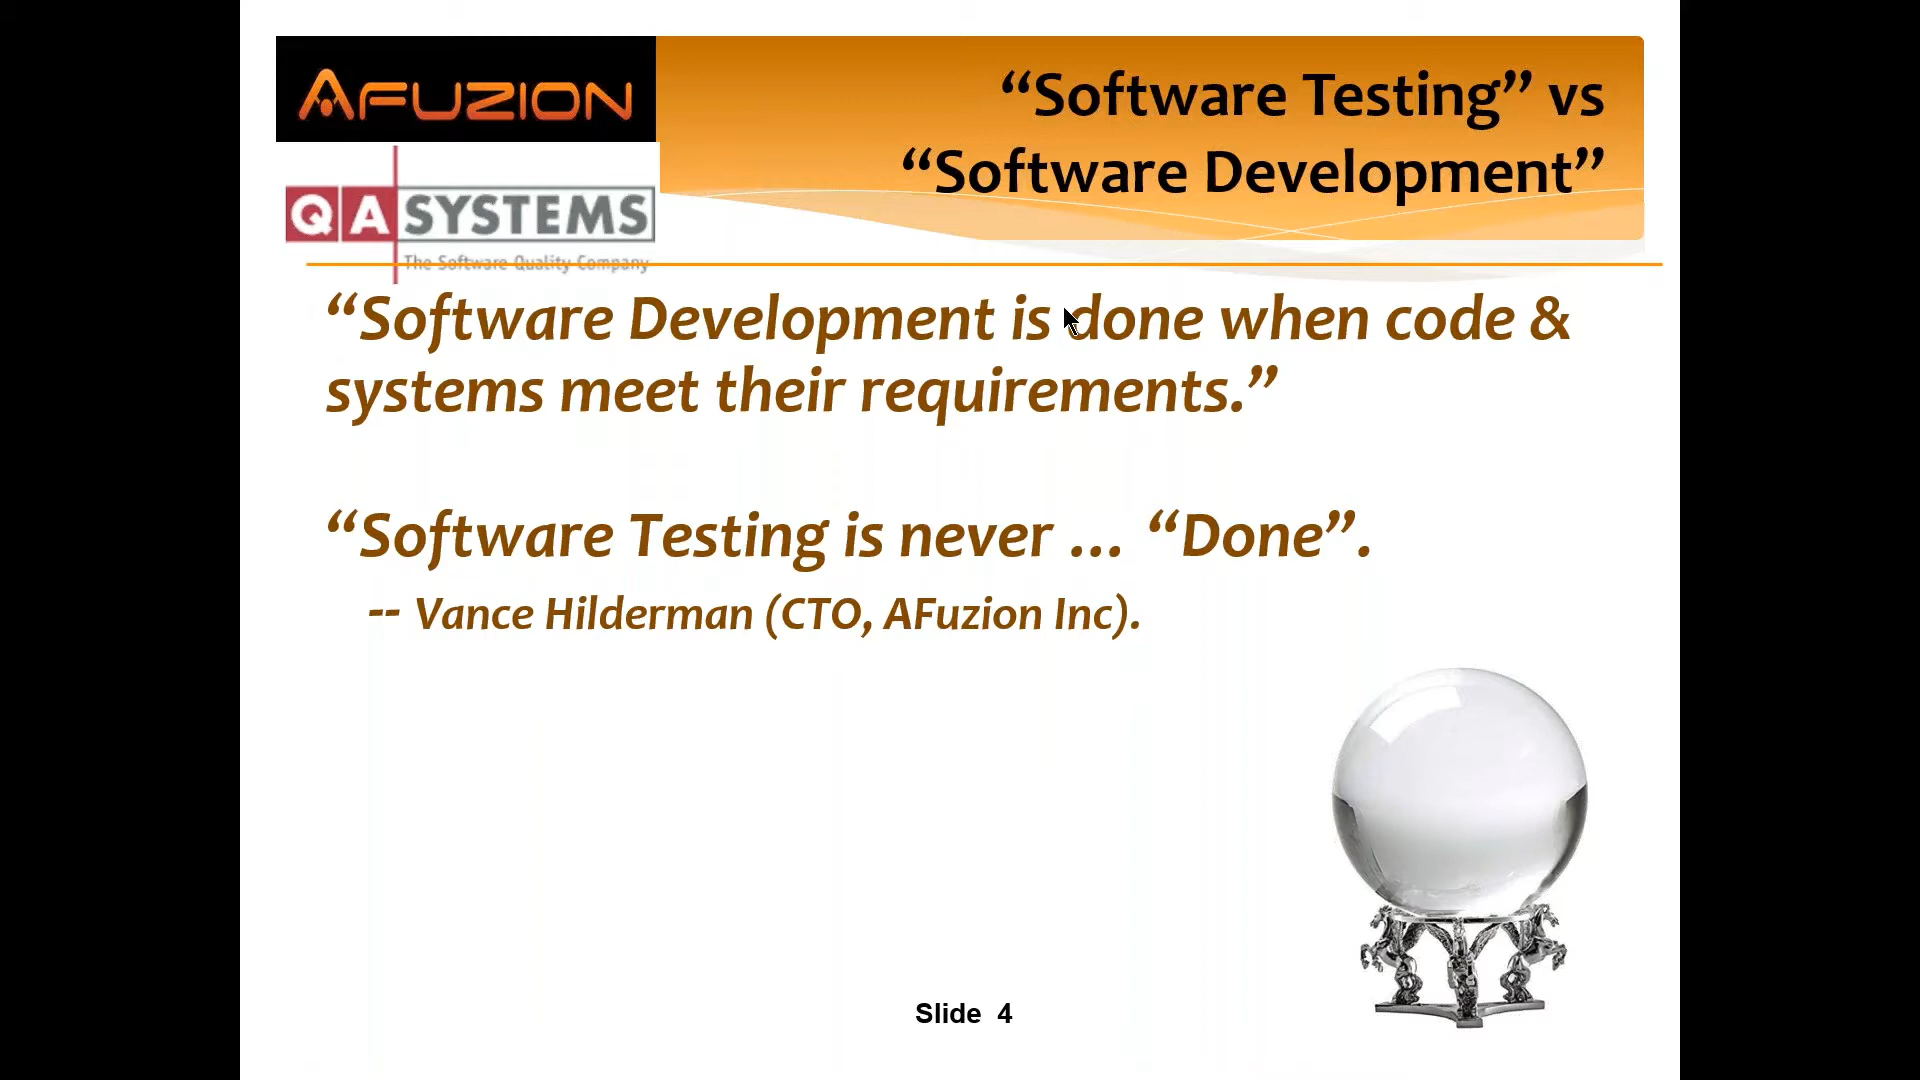 AFUZION
“Software Testing” vs
“Software Development”
QA SYSTEMS
The Software Quality Company
“Software Development is done when code &
systems meet their requirements.”
“Software Testing is never ... “Done”.
-- Vance Hilderman (CTO, AFuzion Inc).
Slide 4